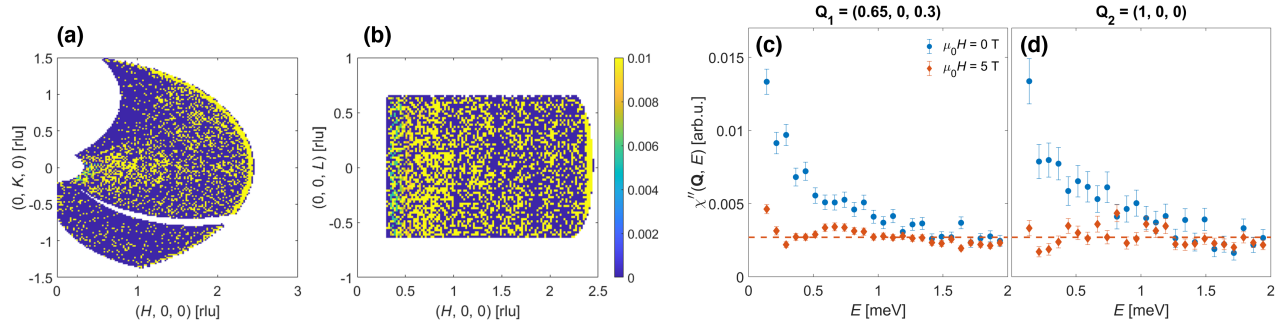 (a)
1.5
1
0.5
0
-0.5
-1
-1.5
0
1
2
3
(H, 0, 0) [rlu]
(0, K, 0) [rlu]
(b)
1
0.5
0
-0.5
-1
0
0.5
1
1.5
2
2.5
(H, 0, 0) [rlu]
(0, 0, L) [rlu]
0.01
0.008
0.006
0.004
0.002
0
Q₁ = (0.65, 0, 0.3)
(c)
μ₀H = 0 T
μ₀H = 5 T
0.015
0.01
0.005
0
0
0.5
1
1.5
2
E [meV]
χ''(Q, E) [arb.u.]
Q₂ = (1, 0, 0)
(d)
0.5
1
1.5
2
E [meV]